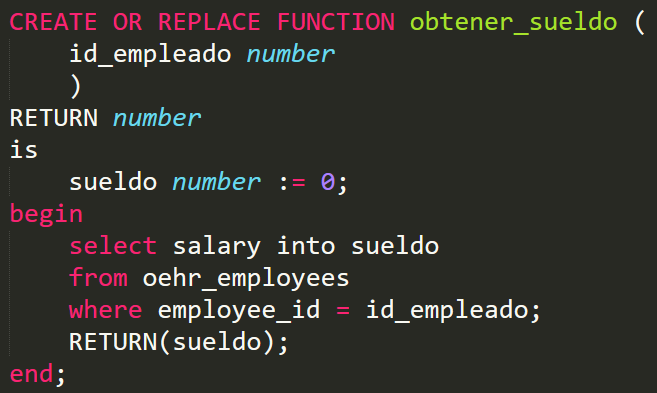 CREATE OR REPLACE FUNCTION obtener_sueldo (
    id_empleado number
    )
RETURN number
is
    sueldo number := 0;
begin
    select salary into sueldo
    from oehr_employees
    where employee_id = id_empleado;
    RETURN(sueldo);
end;